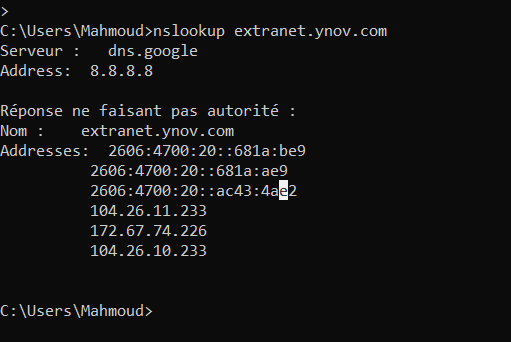 >
C:\Users\Mahmoud>nslookup extranet.ynov.com
Serveur :   dns.google
Address:  8.8.8.8
Réponse ne faisant pas autorité :
Nom :    extranet.ynov.com
Addresses:  2606:4700:20::681a:be9
2606:4700:20::681a:ae9
2606:4700:20::ac43:4ae2
104.26.11.233
172.67.74.226
104.26.10.233
C:\Users\Mahmoud>